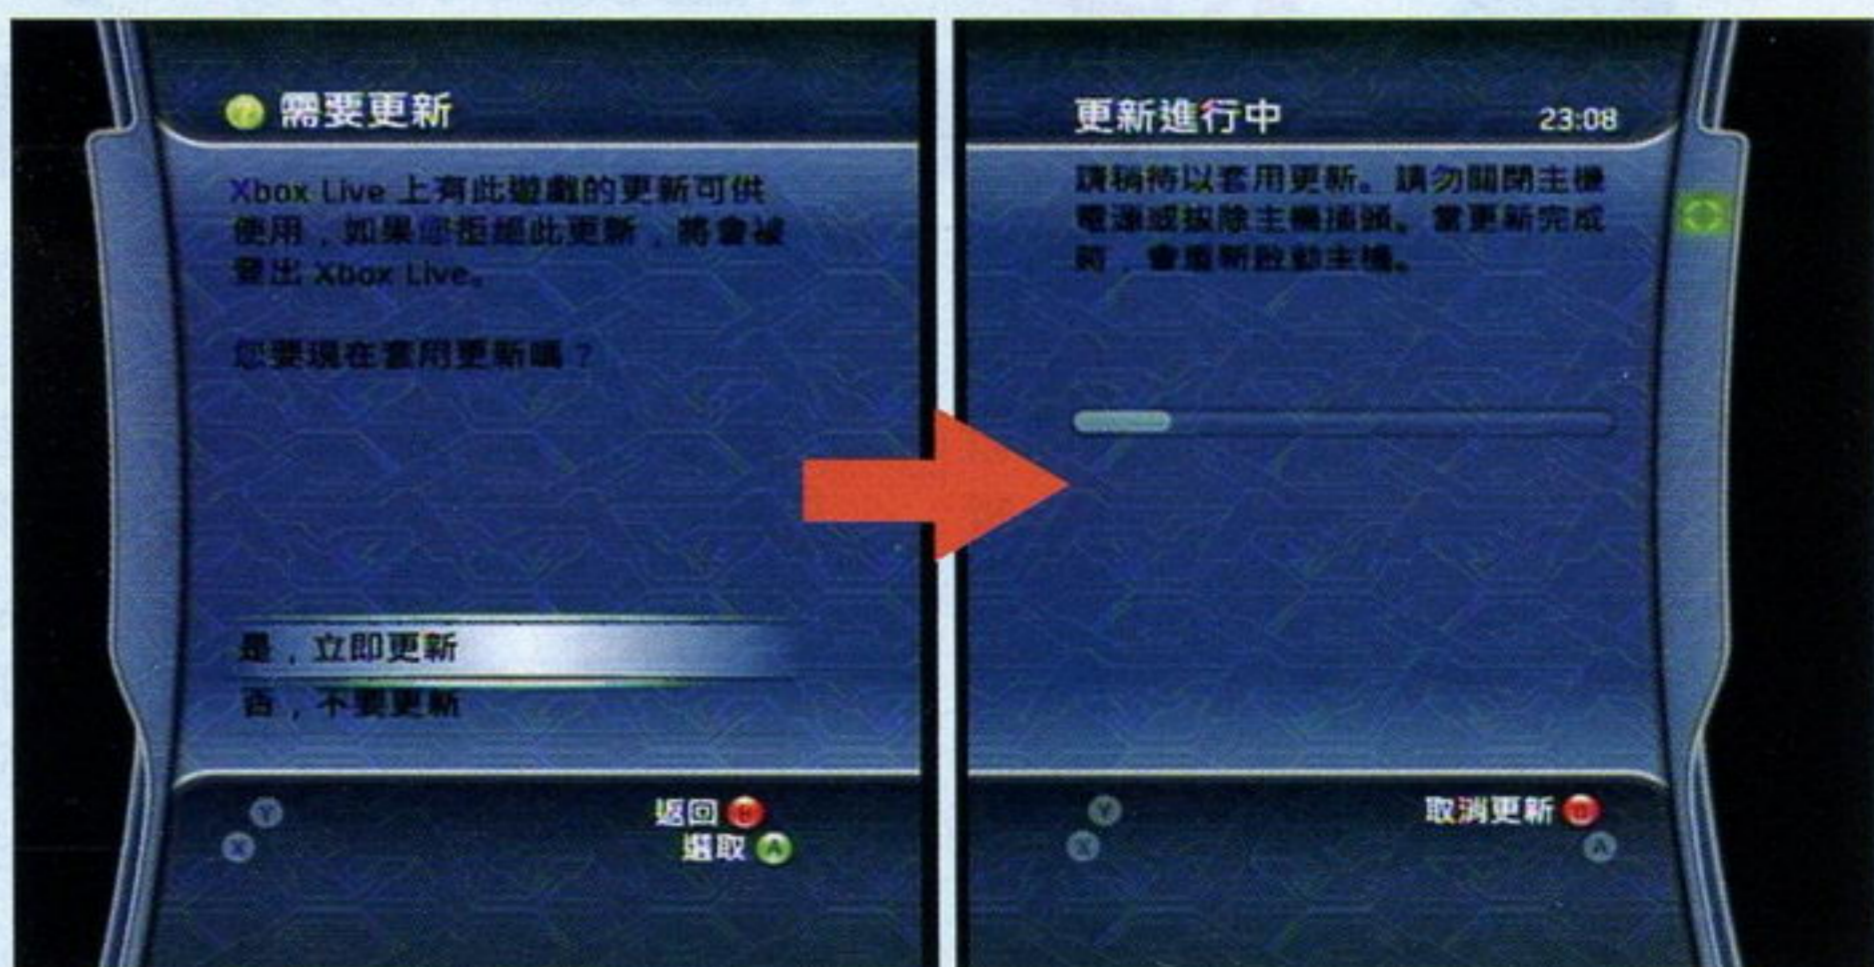 需要更新
Xbox Live 上有此遊戲的更新可供
使用，如果您拒絕此更新，將會被
登出 Xbox Live。
您要現在套用更新嗎？
是，立即更新
否，不要更新
Y
X
返回 B
選取 A
更新進行中
23:08
請稍待以套用更新。請勿關閉主機
電源或拔除主機插頭。當更新完成
時，會重新啟動主機。
Y
X
取消更新 B
A